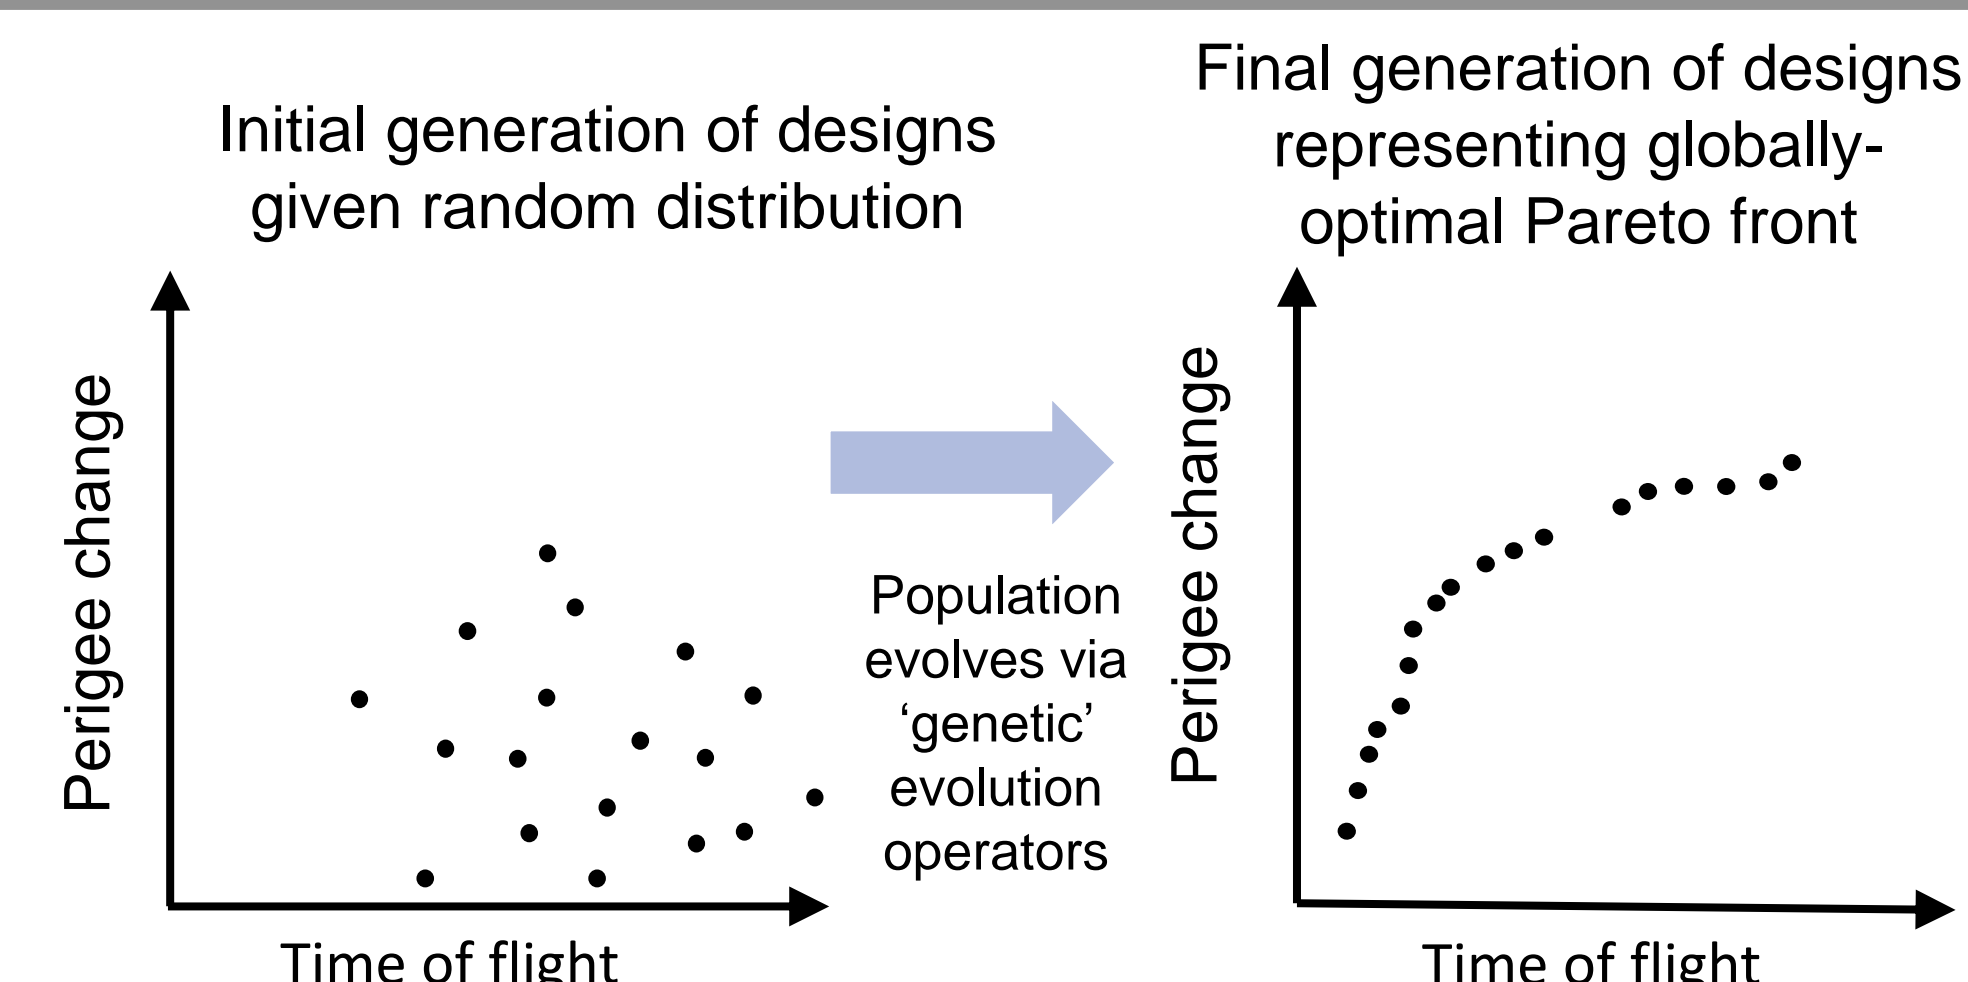 Initial generation of designs
given random distribution
Final generation of designs
representing globally-
optimal Pareto front
Perigee change
Time of flight
Population
evolves via
‘genetic’
evolution
operators
Perigee change
Time of flight